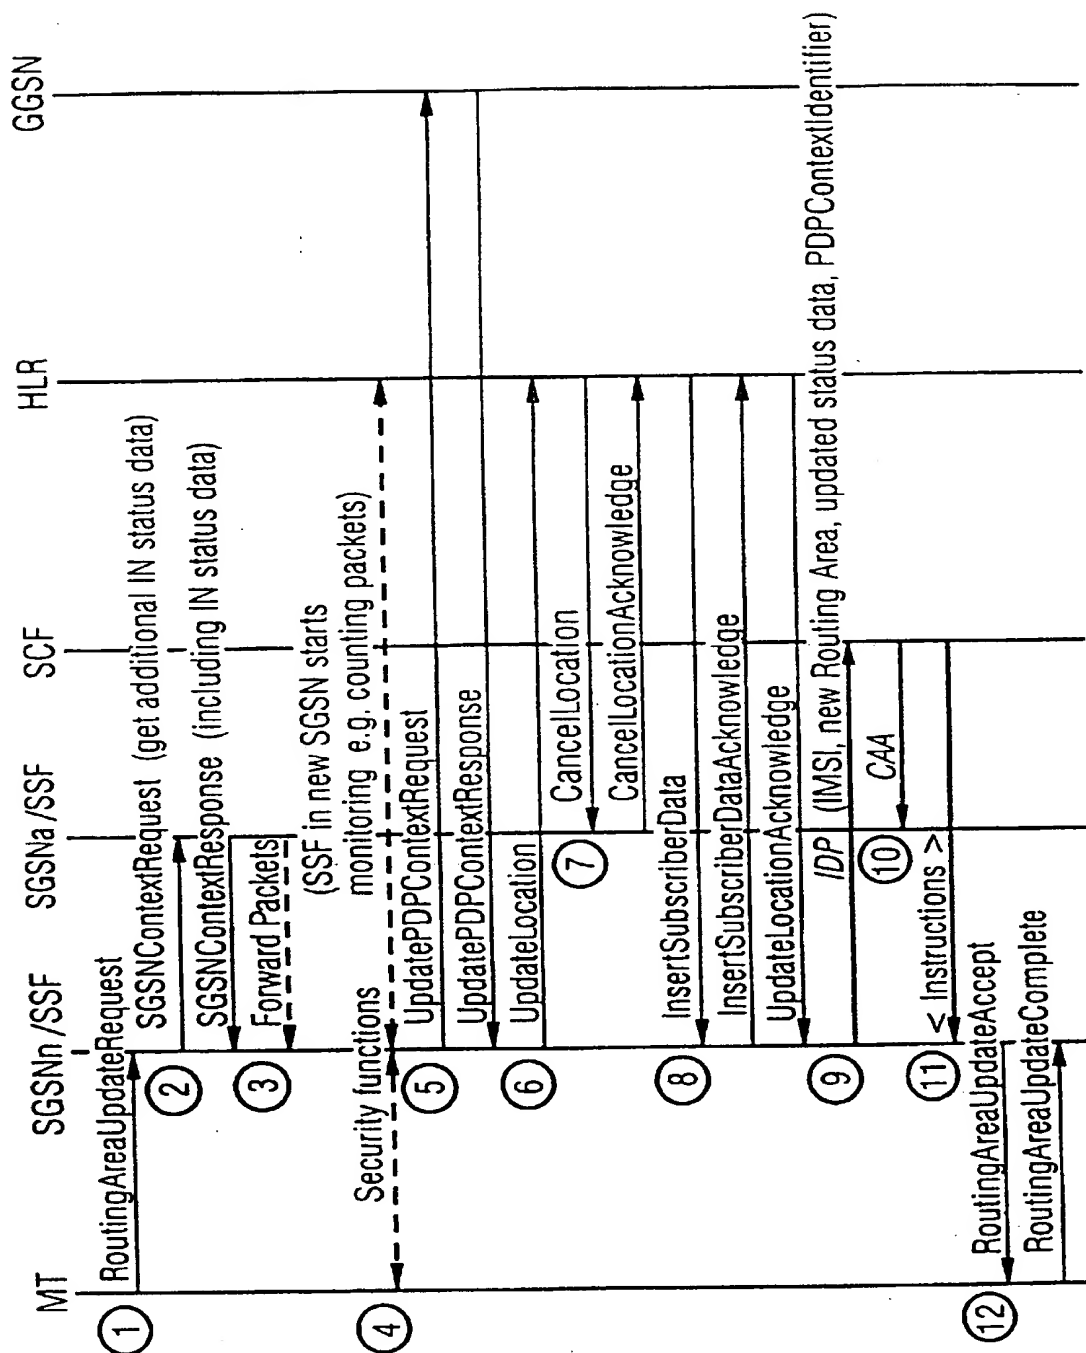 MT
SGSNn /SSF
SGSNa /SSF
SCF
HLR
GGSN
1
RoutingAreaUpdateRequest
2
SGSNContextRequest (get additional IN status data)
SGSNContextResponse (including IN status data)
3
Forward Packets
(SSF in new SGSN starts
monitoring e.g. counting packets)
4
Security functions
5
UpdatePDPContextRequest
UpdatePDPContextResponse
6
UpdateLocation
7
CancelLocation
CancelLocationAcknowledge
8
InsertSubscriberData
InsertSubscriberDataAcknowledge
UpdateLocationAcknowledge
9
IDP (IMSI, new Routing Area, updated status data, PDPContextIdentifier)
10
CAA
11
< Instructions >
12
RoutingAreaUpdateAccept
RoutingAreaUpdateComplete